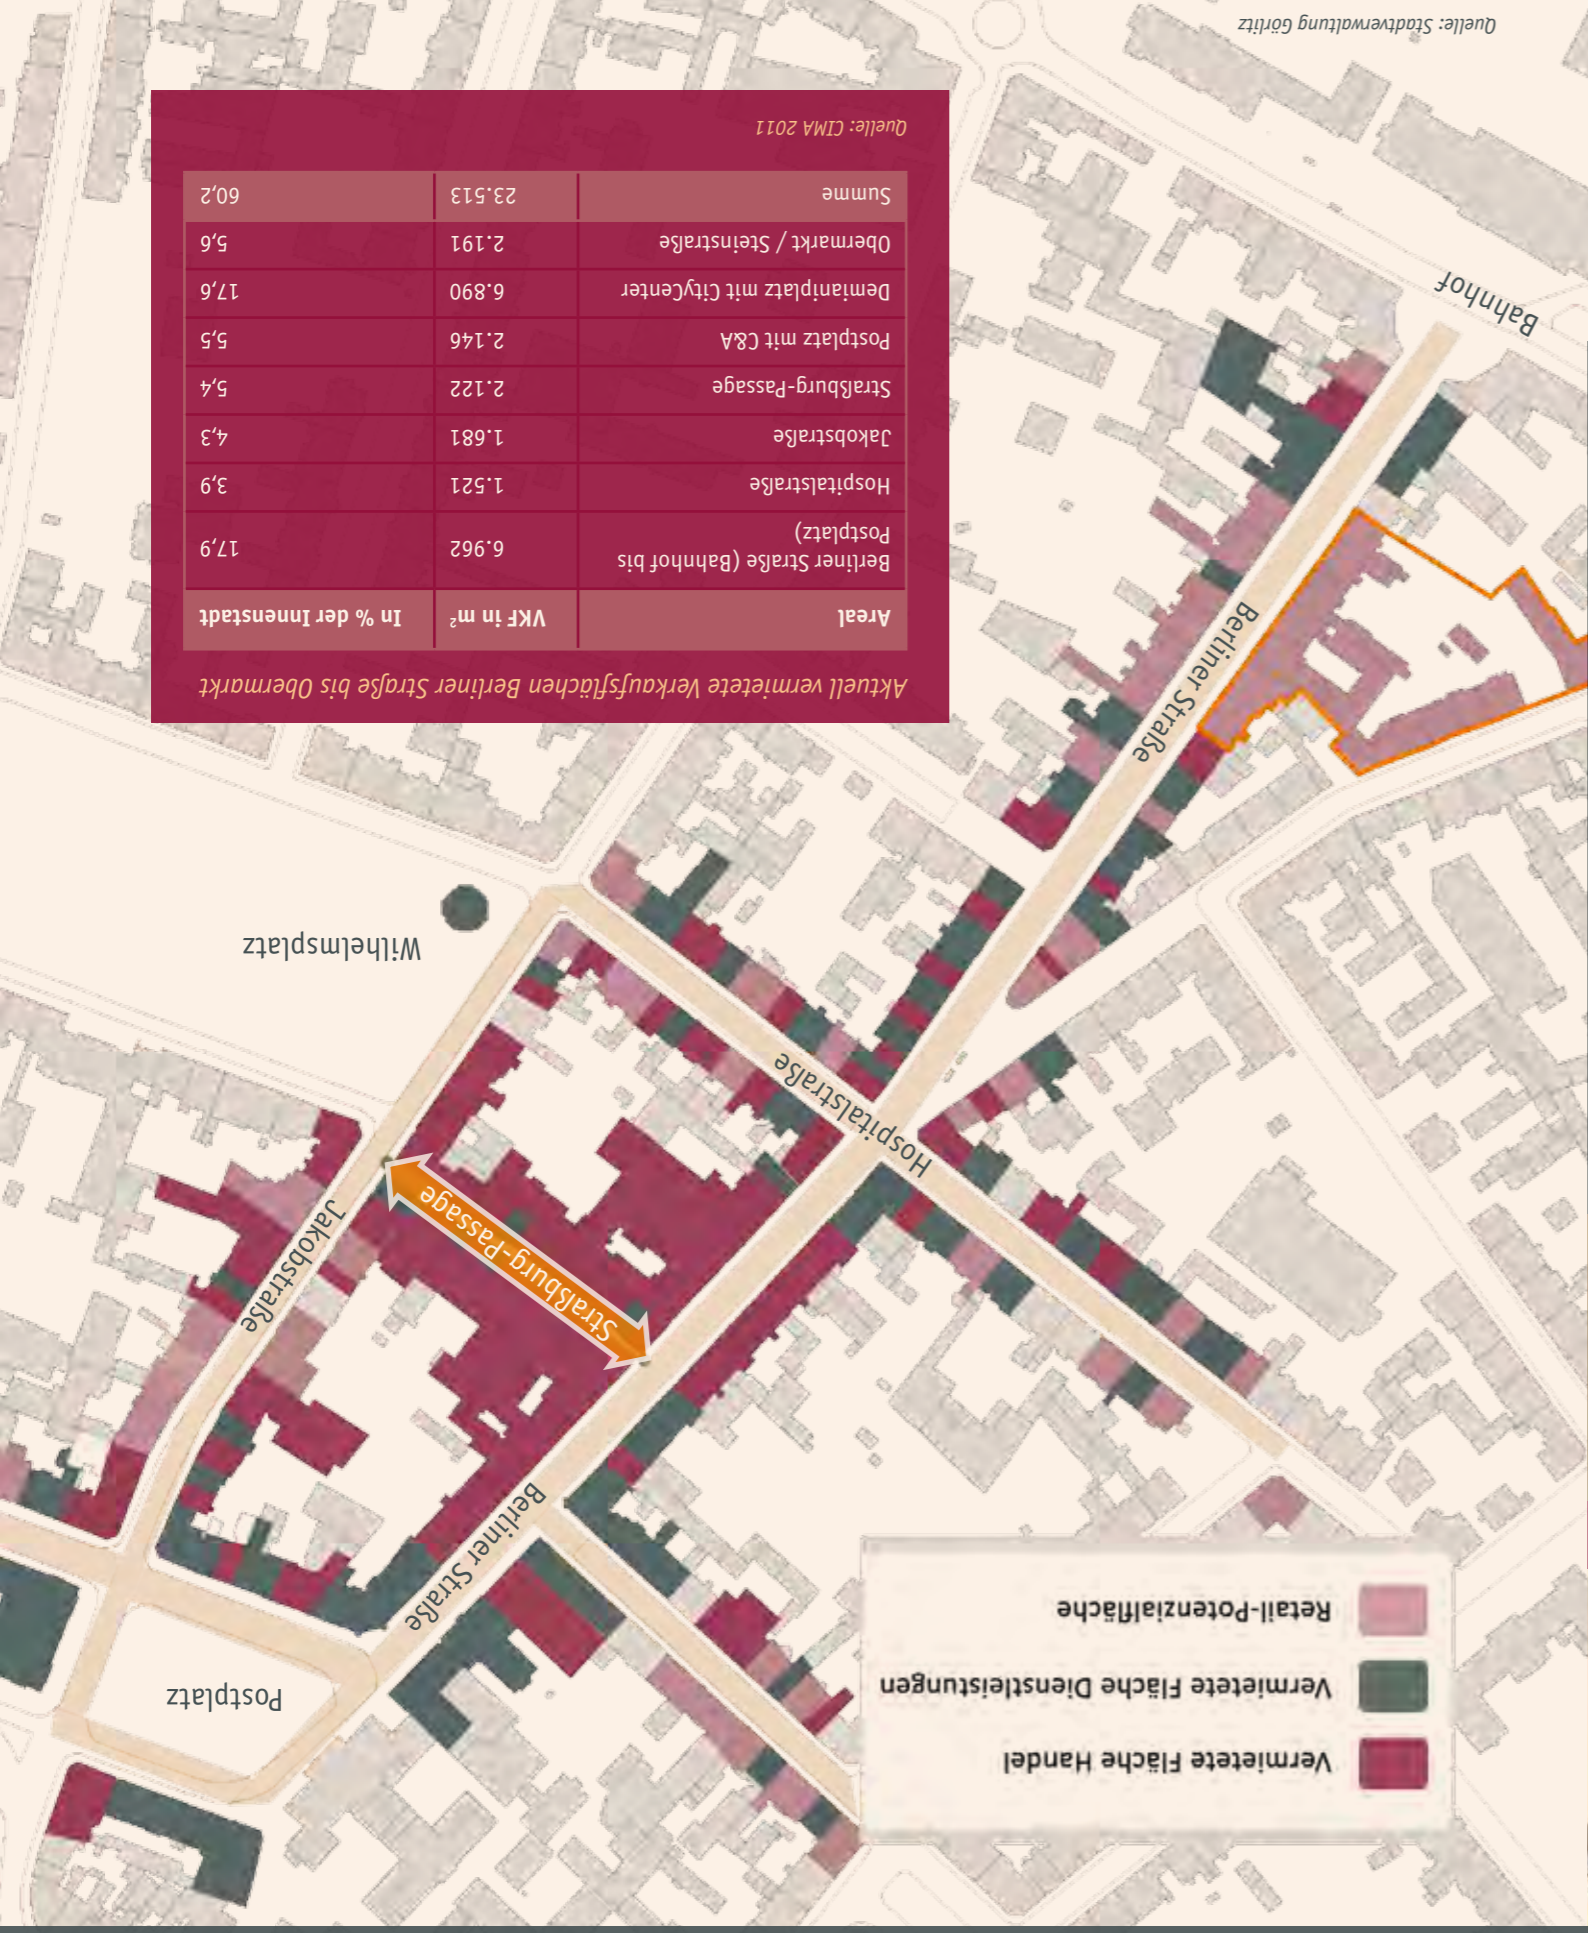 Vermietete Fläche Handel
Vermietete Fläche Dienstleistungen
Retail-Potenzialfläche
Postplatz
Berliner Straße
Jakobstraße
Straßburg-Passage
Hospitalstraße
Wilhelmsplatz
Berliner Straße
Bahnhof
Aktuell vermietete Verkaufsflächen Berliner Straße bis Obermarkt
Areal VKF in m² In % der Innenstadt
Berliner Straße (Bahnhof bis
Postplatz) 6.962 17,9
Hospitalstraße 1.521 3,9
Jakobstraße 1.681 4,3
Straßburg-Passage 2.122 5,4
Postplatz mit C&A 2.146 5,5
Demianiplatz mit CityCenter 6.890 17,6
Obermarkt / Steinstraße 2.191 5,6
Summe 23.513 60,2
Quelle: CIMA 2011
Quelle: Stadtverwaltung Görlitz